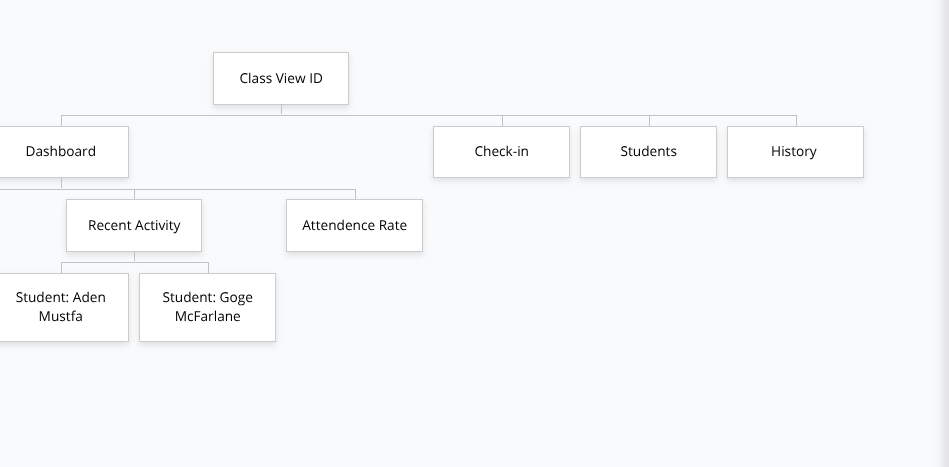 Class View ID
Dashboard
Check-in
Students
History
Recent Activity
Attendence Rate
Student: Aden
Mustfa
Student: Goge
McFarlane